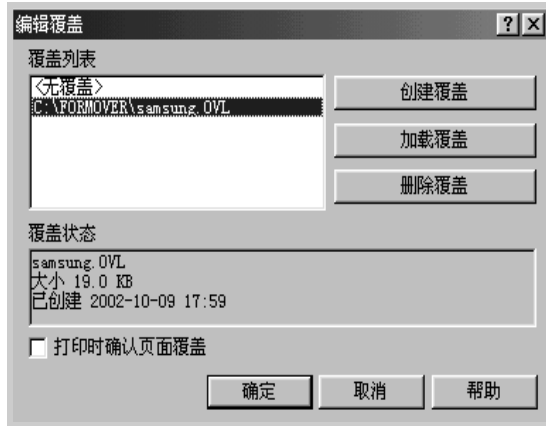 编辑覆盖
覆盖列表
<无覆盖>
C:\FORMOVER\samsung.OVL
创建覆盖
加载覆盖
删除覆盖
覆盖状态
samsung.OVL
大小 19.0 KB
已创建 2002-10-09 17:59
打印时确认页面覆盖
确定
取消
帮助